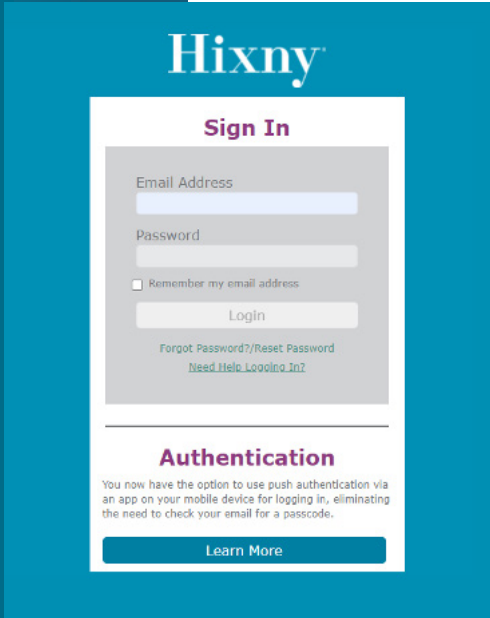 Hixny
Sign In
Email Address
Password
Remember my email address
Login
Forgot Password?/Reset Password
Need Help Logging In?
Authentication
You now have the option to use push authentication via
an app on your mobile device for logging in, eliminating
the need to check your email for a passcode.
Learn More